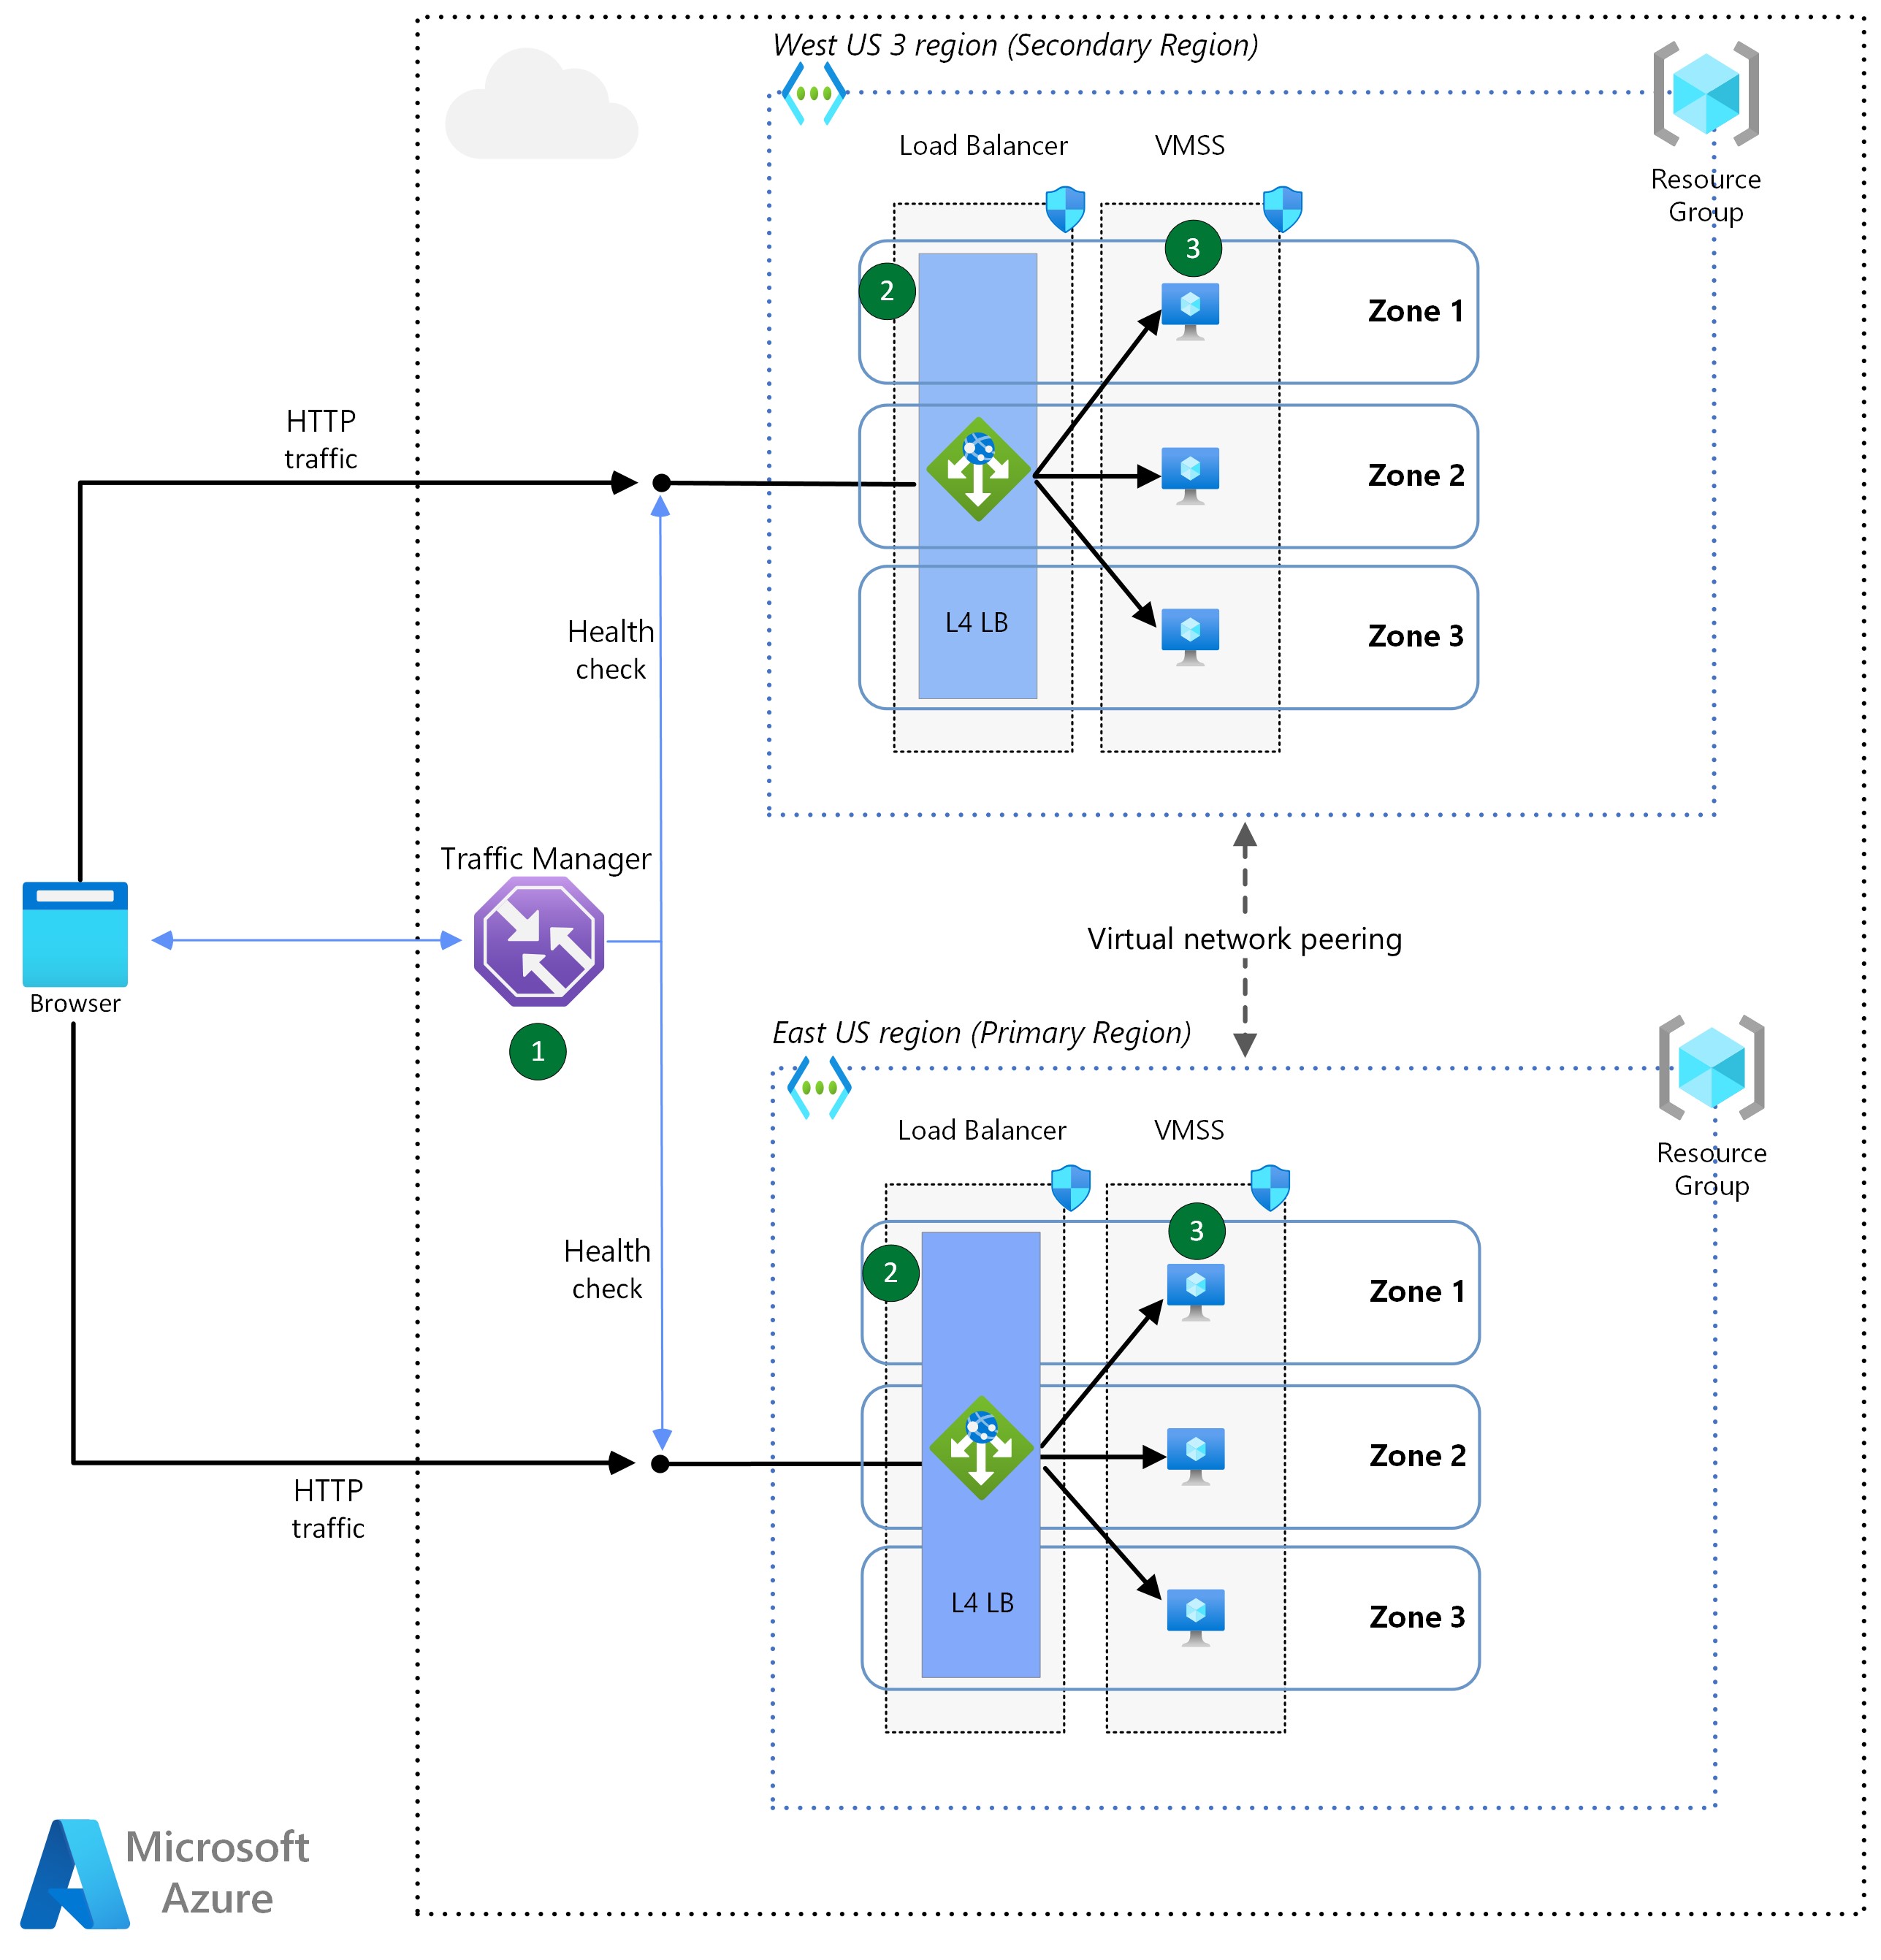 West US 3 region (Secondary Region)
Load Balancer
VMSS
Resource
Group
3
2
Zone 1
HTTP
traffic
Zone 2
Health
check
L4 LB
Zone 3
Traffic Manager
Virtual network peering
Browser
1
East US region (Primary Region)
Load Balancer
VMSS
Resource
Group
3
2
Zone 1
Health
check
Zone 2
HTTP
traffic
L4 LB
Zone 3
Microsoft
Azure